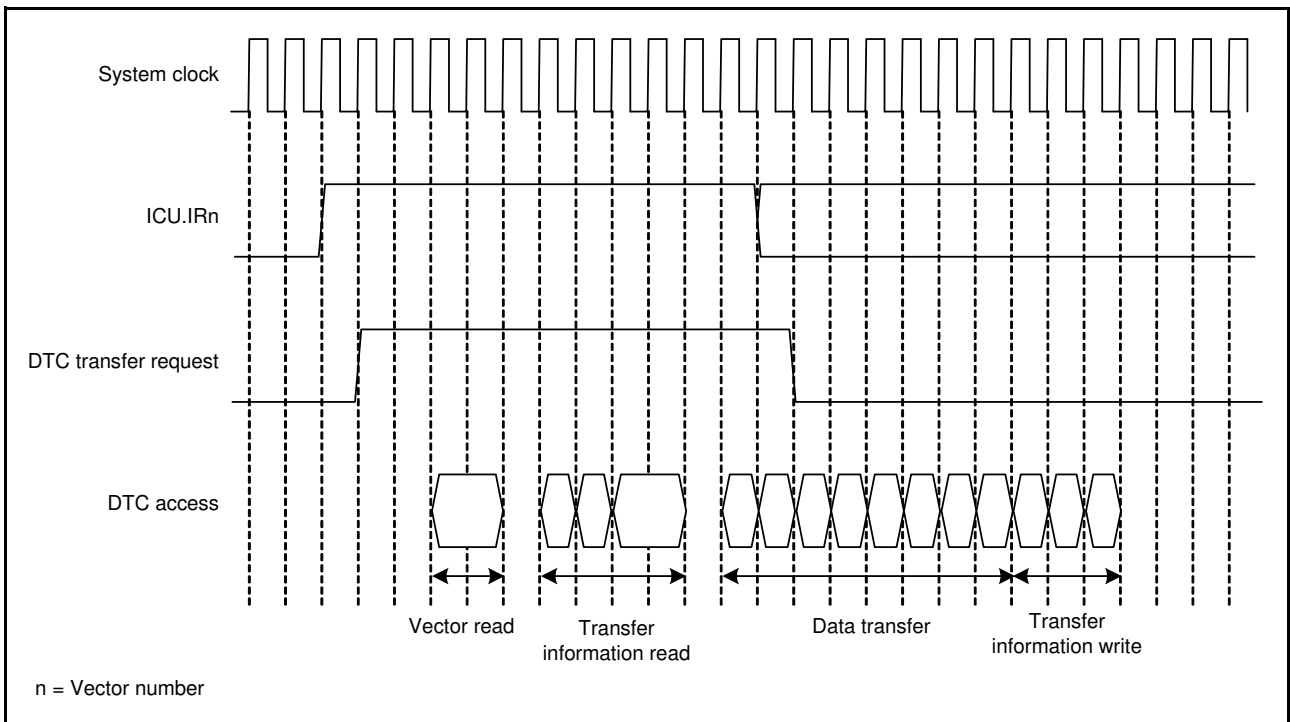 System clock
ICU.IRn
DTC transfer request
DTC access
Vector read
Transfer
information read
Data transfer
Transfer
information write
n = Vector number